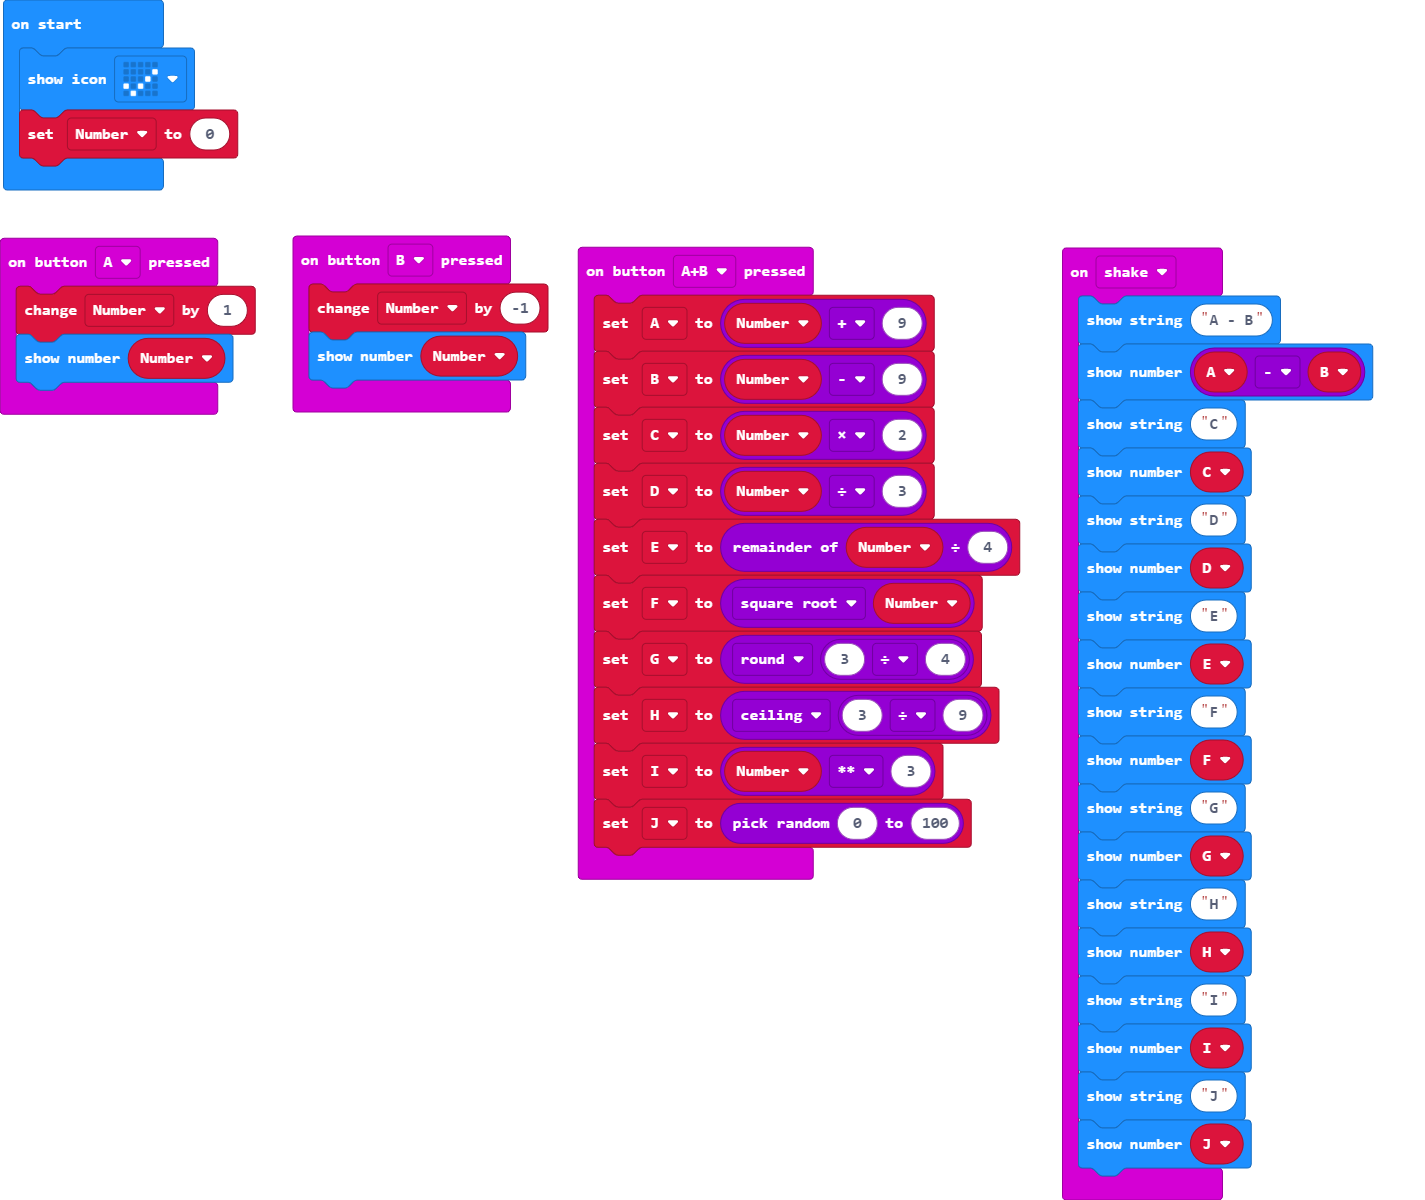 on start
show icon
set Number to 0
on button A pressed
change Number by 1
show number Number
on button B pressed
change Number by -1
show number Number
on button A+B pressed
set A to Number + 9
set B to Number - 9
set C to Number × 2
set D to Number ÷ 3
set E to remainder of Number ÷ 4
set F to square root Number
set G to round 3 ÷ 4
set H to ceiling 3 ÷ 9
set I to Number ** 3
set J to pick random 0 to 100
on shake
show string "A - B"
show number A - B
show string "C"
show number C
show string "D"
show number D
show string "E"
show number E
show string "F"
show number F
show string "G"
show number G
show string "H"
show number H
show string "I"
show number I
show string "J"
show number J